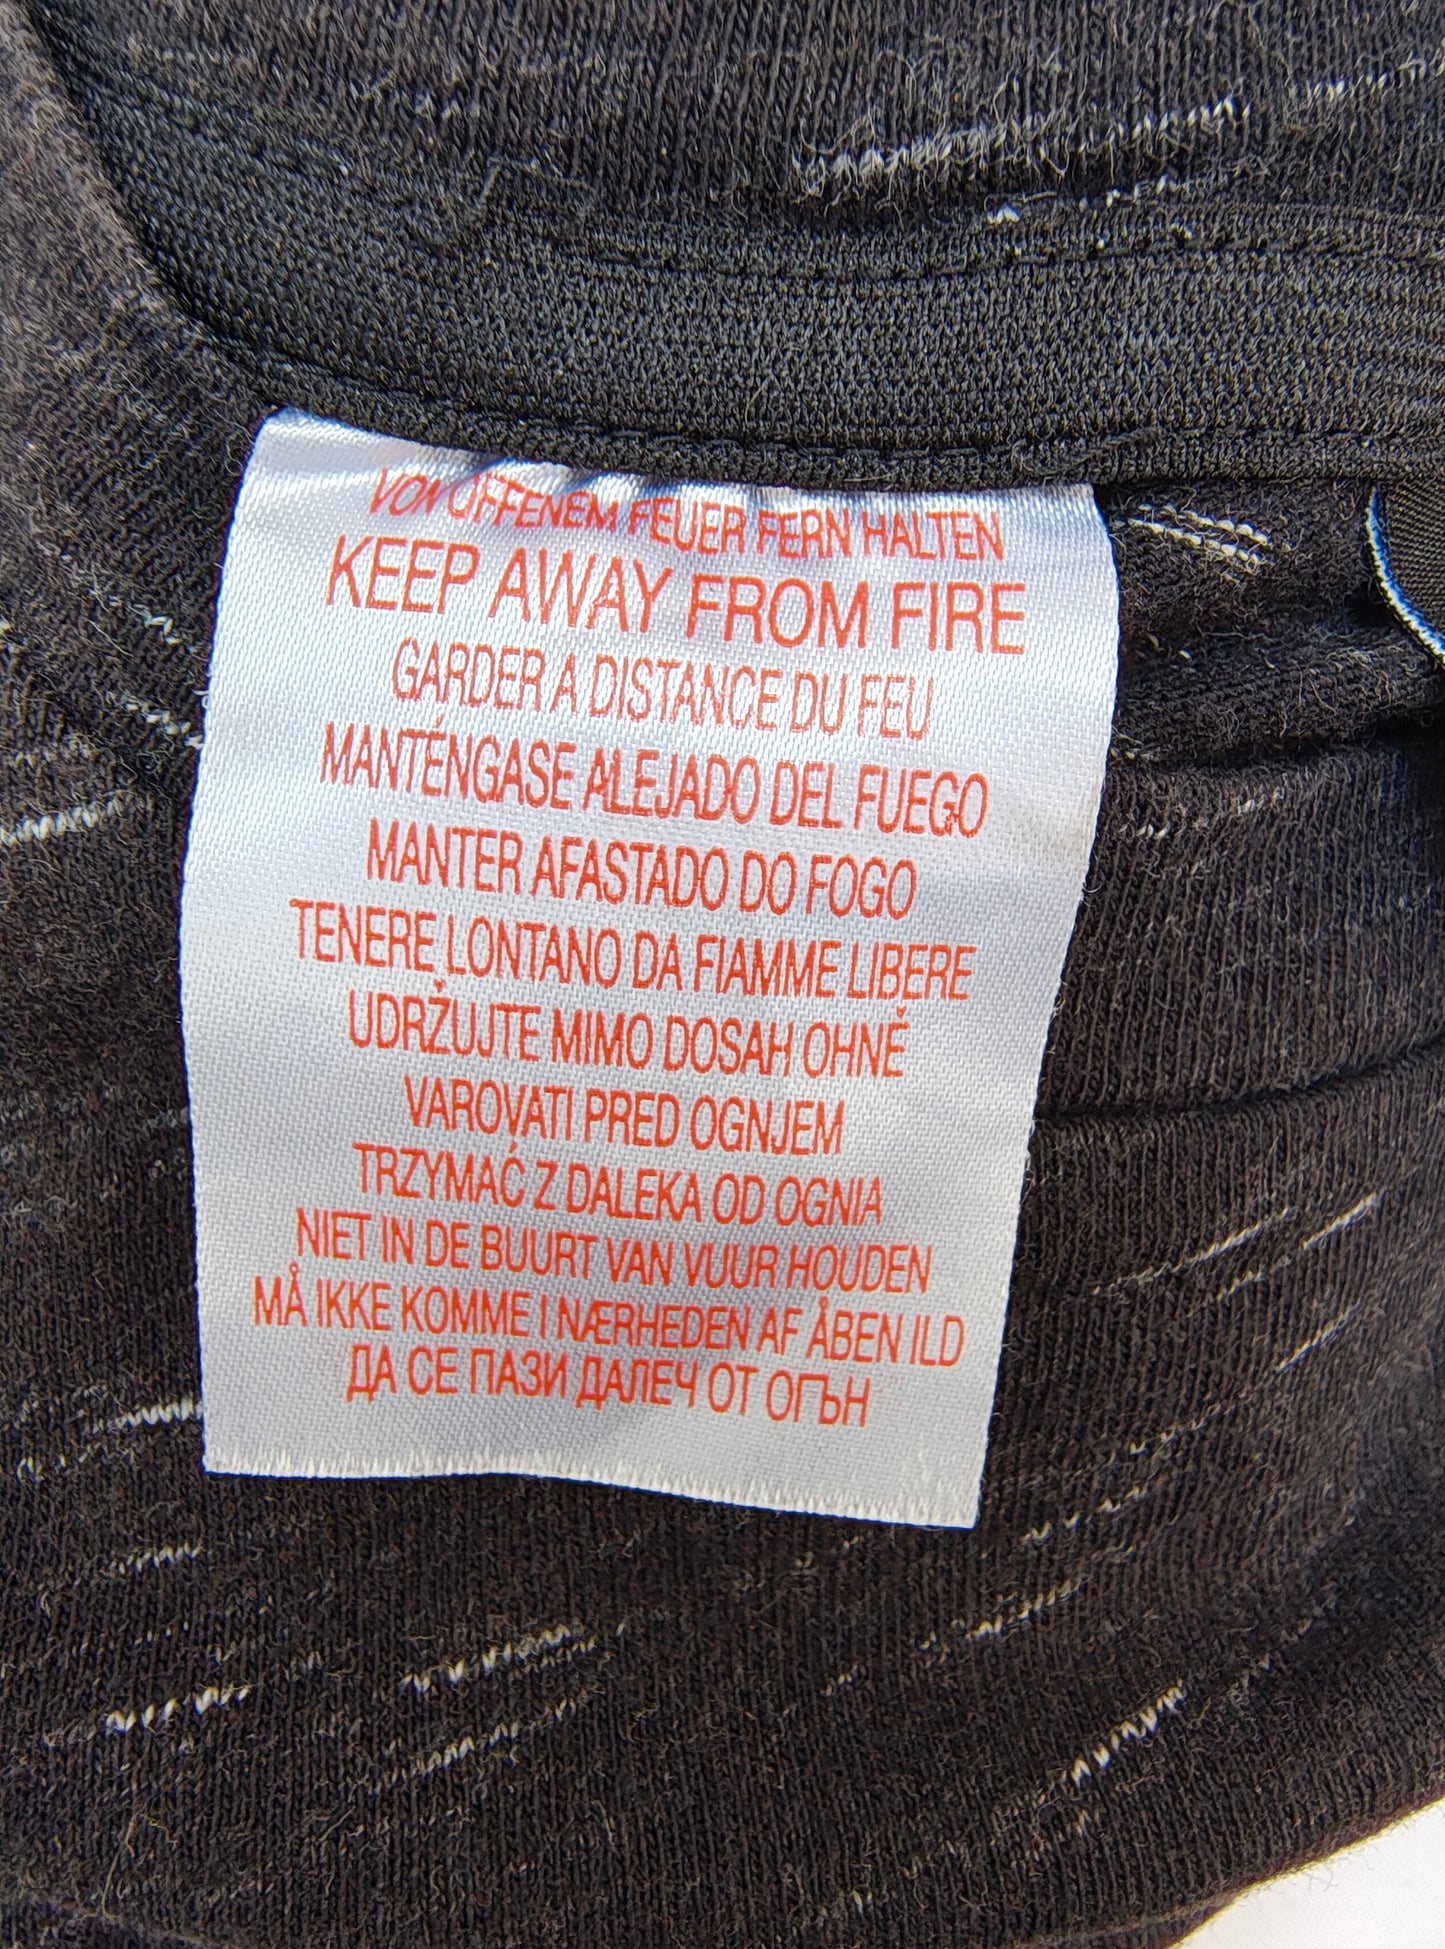 VON OFFENEM FEUER FERN HALTEN
KEEP AWAY FROM FIRE
GARDER A DISTANCE DU FEU
MANTÉNGASE ALEJADO DEL FUEGO
MANTER AFASTADO DO FOGO
TENERE LONTANO DA FIAMME LIBERE
UDRŽUJTE MIMO DOSAH OHNĚ
VAROVATI PRED OGNJEM
TRZYMAĆ Z DALEKA OD OGNIA
NIET IN DE BUURT VAN VUUR HOUDEN
MÅ IKKE KOMME I NÆRHEDEN AF ÅBEN ILD
ДА СЕ ПАЗИ ДАЛЕЧ ОТ ОГЪН